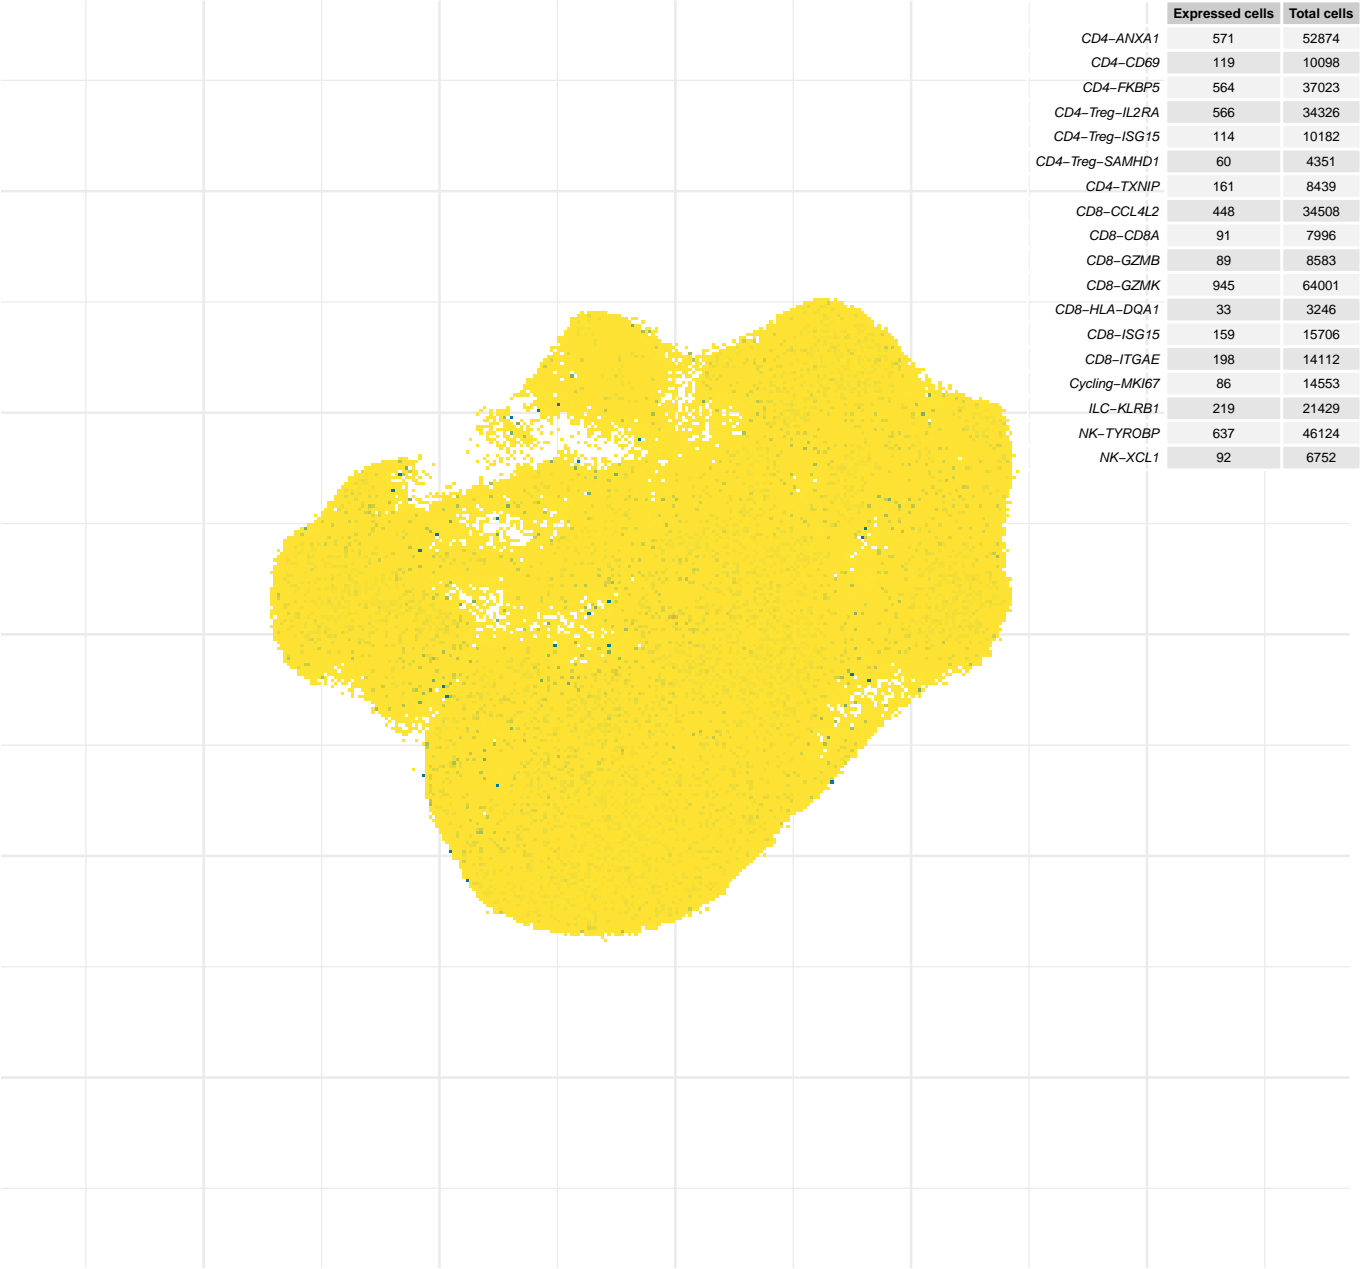 Expressed cells Total cells
CD4−ANXA1 571 52874
CD4−CD69 119 10098
CD4−FKBP5 564 37023
CD4−Treg−IL2RA 566 34326
CD4−Treg−ISG15 114 10182
CD4−Treg−SAMHD1 60 4351
CD4−TXNIP 161 8439
CD8−CCL4L2 448 34508
CD8−CD8A 91 7996
CD8−GZMB 89 8583
CD8−GZMK 945 64001
CD8−HLA−DQA1 33 3246
CD8−ISG15 159 15706
CD8−ITGAE 198 14112
Cycling−MKI67 86 14553
ILC−KLRB1 219 21429
NK−TYROBP 637 46124
NK−XCL1 92 6752